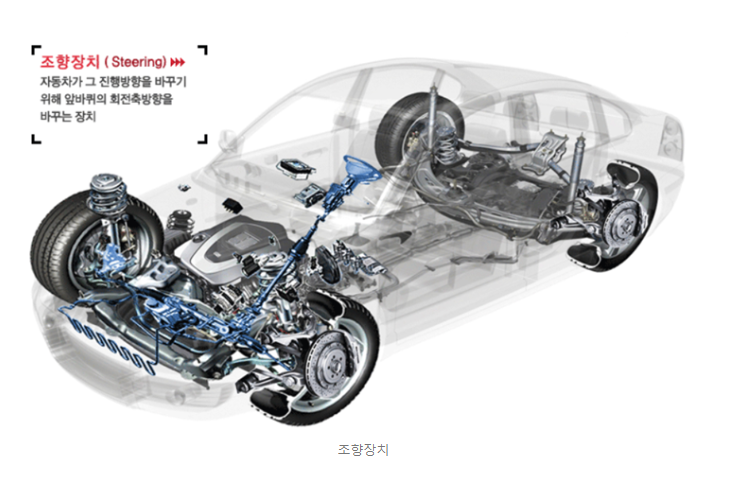 조향장치 ( Steering)
자동차가 그 진행방향을 바꾸기
위해 앞바퀴의 회전축방향을
바꾸는 장치
조향장치